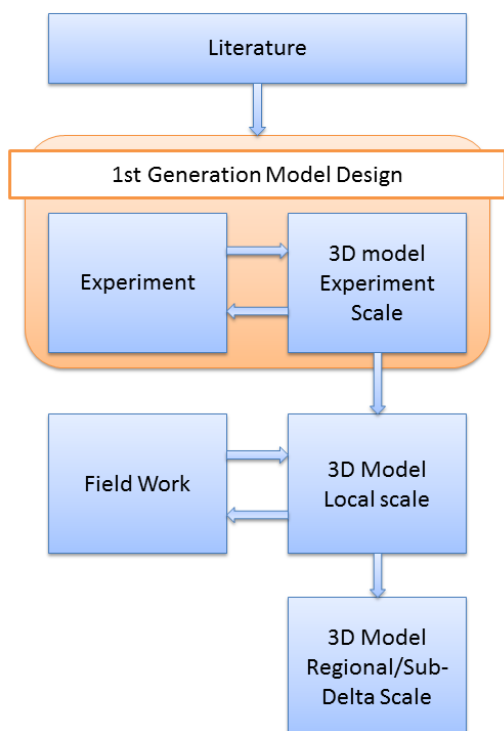 Literature
1st Generation Model Design
Experiment
3D model
Experiment
Scale
Field Work
3D Model
Local scale
3D Model
Regional/Sub-
Delta Scale